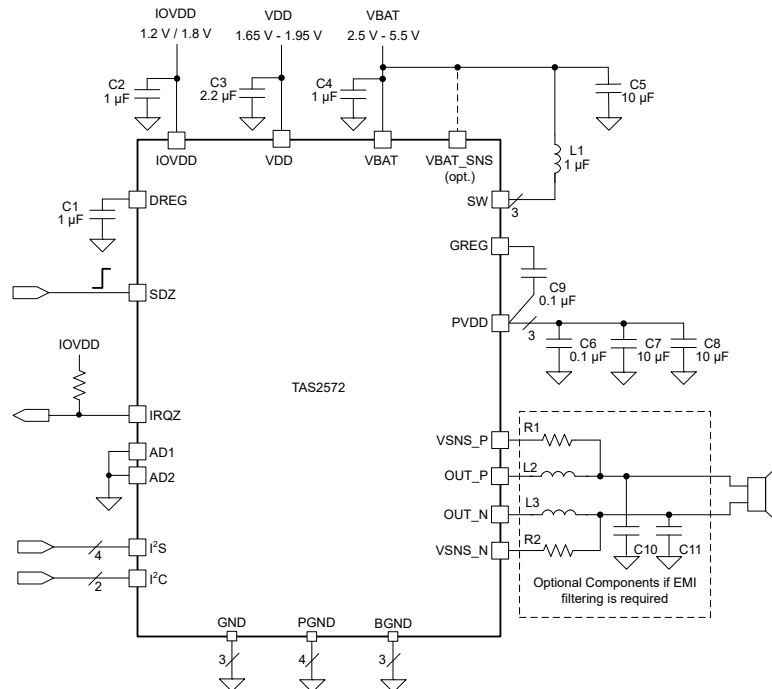 IOVDD
1.2 V / 1.8 V
VDD
1.65 V - 1.95 V
VBAT
2.5 V - 5.5 V
C2
1 µF
C3
2.2 µF
C4
1 µF
C5
10 µF
IOVDD
VDD
VBAT
VBAT_SNS
(opt.)
L1
1 µF
C1
1 µF
DREG
SW
3
GREG
SDZ
C9
0.1 µF
PVDD
3
C6
0.1 µF
C7
10 µF
C8
10 µF
IOVDD
TAS2572
IRQZ
AD1
AD2
VSNS_P
R1
OUT_P
L2
OUT_N
L3
VSNS_N
R2
C10
C11
I²S
4
I²C
2
Optional Components if EMI
filtering is required
GND
PGND
BGND
3
4
3